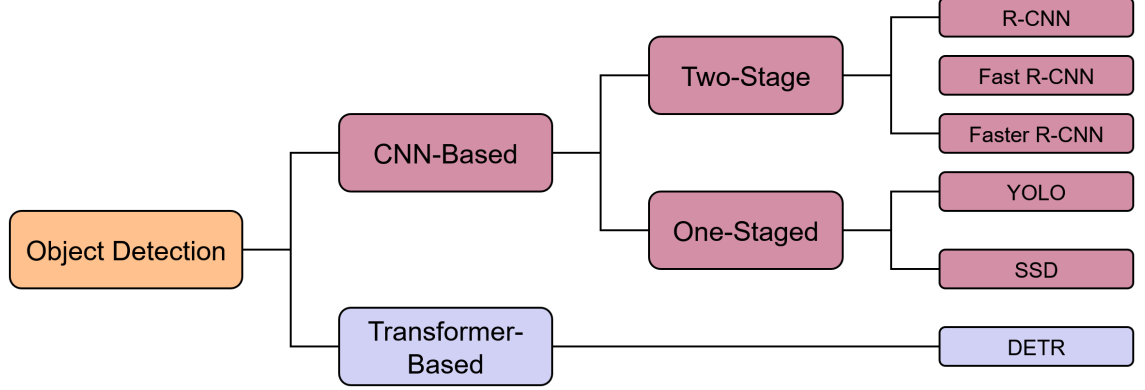 R-CNN
Two-Stage
Fast R-CNN
Faster R-CNN
CNN-Based
YOLO
One-Staged
Object Detection
SSD
Transformer-
Based
DETR